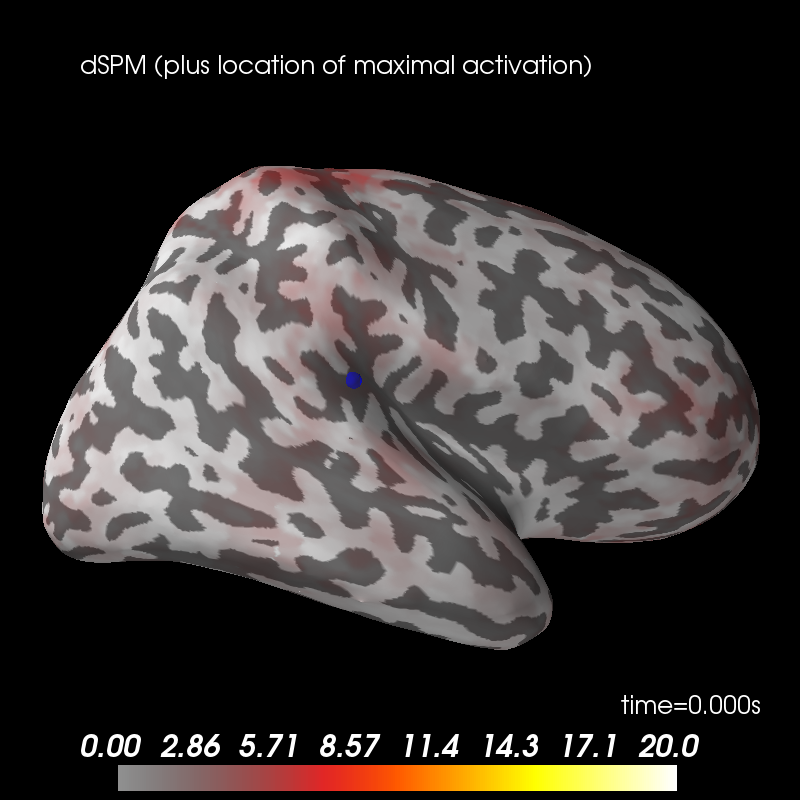 dSPM (plus location of maximal activation)
time=0.000s
0.00 2.86 5.71 8.57 11.4 14.3 17.1 20.0